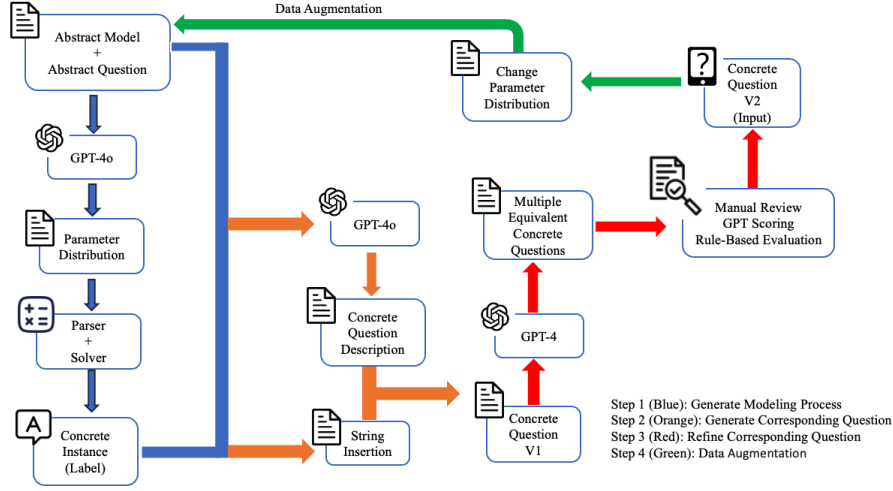 Data Augmentation
Abstract Model
+
Abstract Question
GPT-4o
Parameter
Distribution
Parser
+
Solver
A
Concrete
Instance
(Label)
GPT-4o
Concrete
Question
Description
String
Insertion
Concrete
Question
V1
GPT-4
Multiple
Equivalent
Concrete
Questions
Manual Review
GPT Scoring
Rule-Based Evaluation
?
Concrete
Question
V2
(Input)
Change
Parameter
Distribution
Step 1 (Blue): Generate Modeling Process
Step 2 (Orange): Generate Corresponding Question
Step 3 (Red): Refine Corresponding Question
Step 4 (Green): Data Augmentation